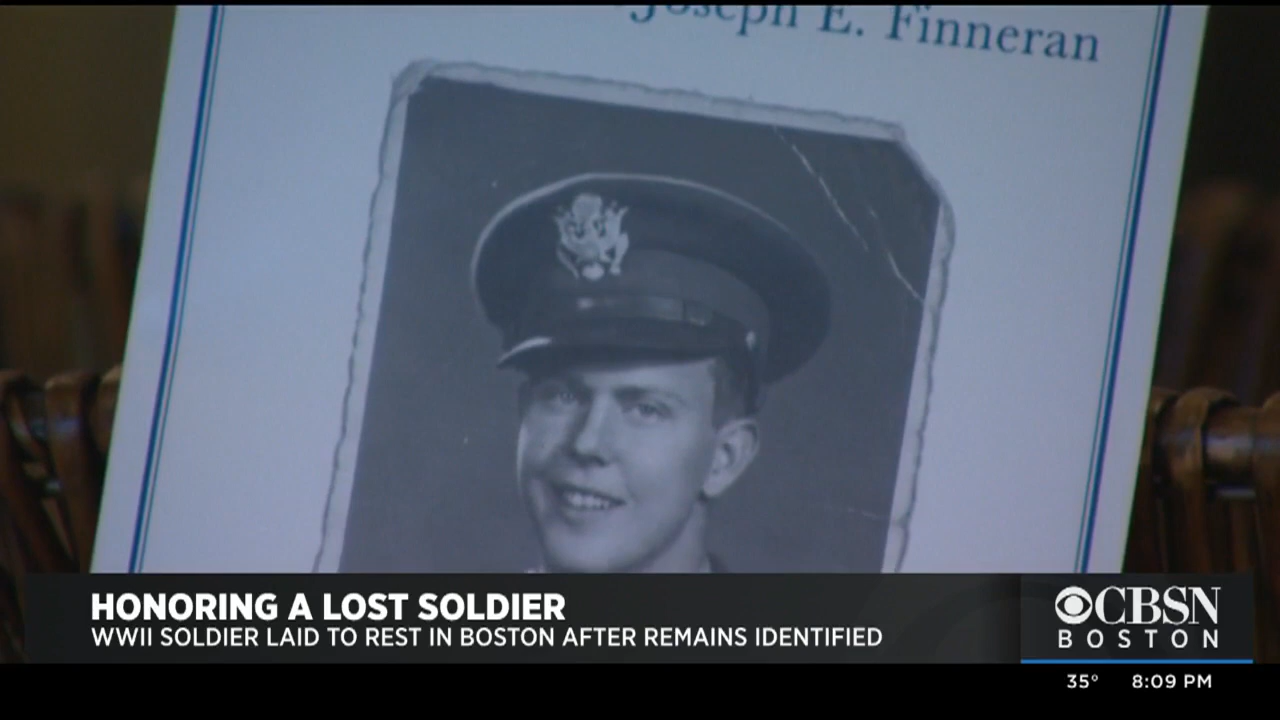 Joseph E. Finneran
HONORING A LOST SOLDIER
WWII SOLDIER LAID TO REST IN BOSTON AFTER REMAINS IDENTIFIED
CBSN
BOSTON
35° 8:09 PM